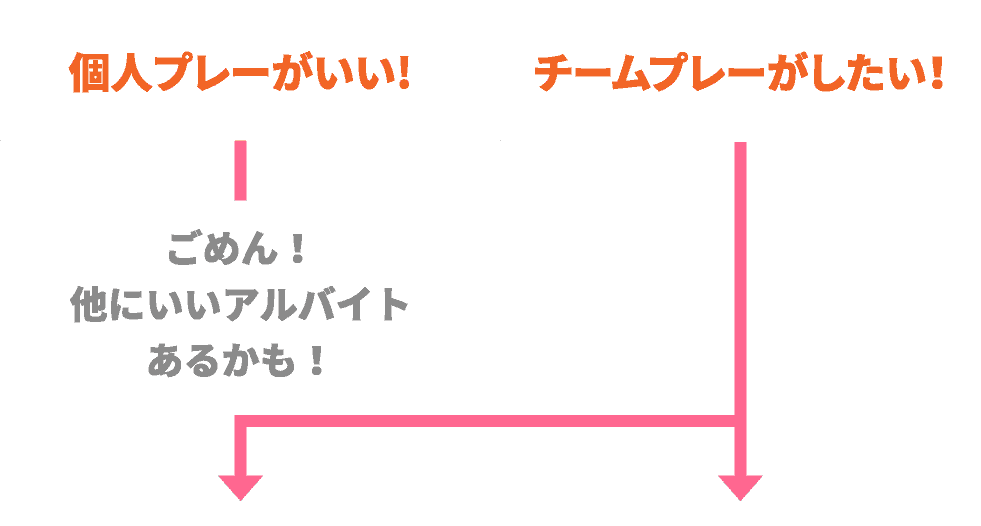 個人プレーがいい!
チームプレーがしたい!
ごめん！
他にいいアルバイト
あるかも！